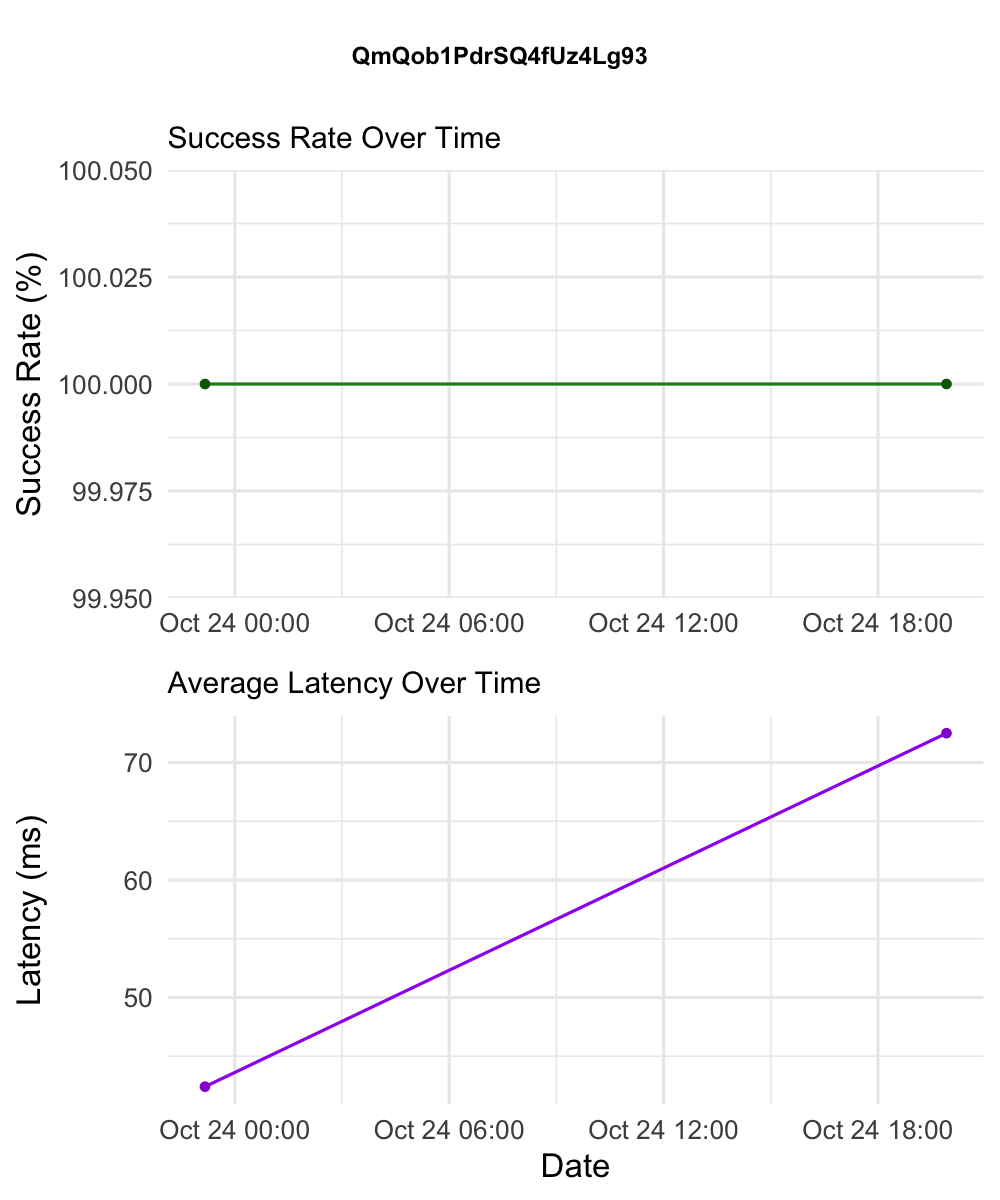 QmQob1PdrSQ4fUz4Lg93
Success Rate Over Time
Success Rate (%)
100.050
100.025
100.000
99.975
99.950
Oct 24 00:00 Oct 24 06:00 Oct 24 12:00 Oct 24 18:00
Average Latency Over Time
Latency (ms)
70
60
50
Oct 24 00:00 Oct 24 06:00 Oct 24 12:00 Oct 24 18:00
Date